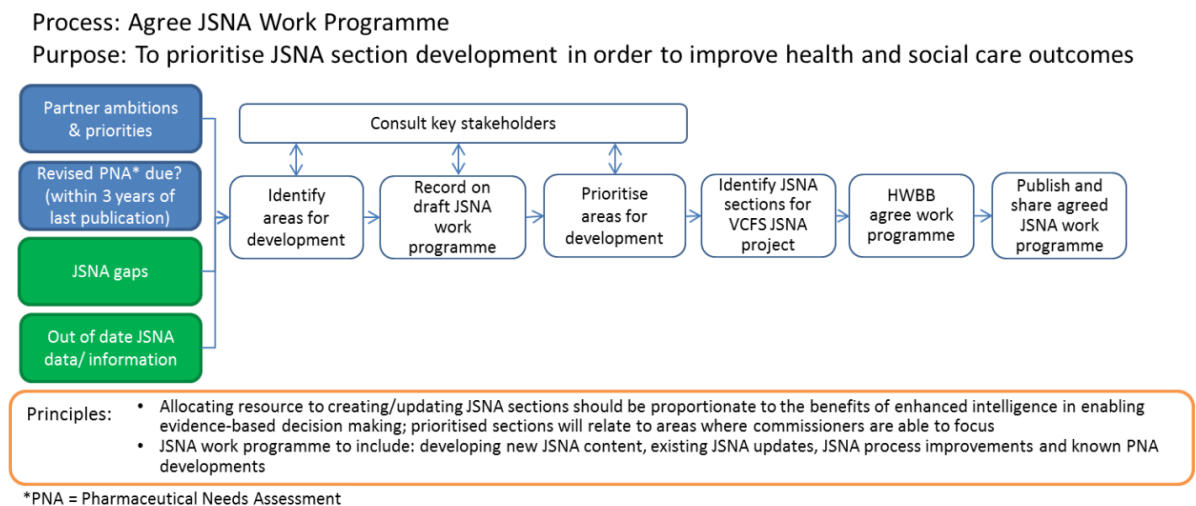 Process: Agree JSNA Work Programme
Purpose: To prioritise JSNA section development in order to improve health and social care outcomes
Partner ambitions
& priorities
Revised PNA* due?
(within 3 years of
last publication)
JSNA gaps
Out of date JSNA
data/ information
Consult key stakeholders
Identify
areas for
development
Record on
draft JSNA
work
programme
Prioritise
areas for
development
Identify JSNA
sections for
VCFS JSNA
project
HWBB
agree work
programme
Publish and
share agreed
JSNA work
programme
Principles:
• Allocating resource to creating/updating JSNA sections should be proportionate to the benefits of enhanced intelligence in enabling
evidence-based decision making; prioritised sections will relate to areas where commissioners are able to focus
• JSNA work programme to include: developing new JSNA content, existing JSNA updates, JSNA process improvements and known PNA
developments
*PNA = Pharmaceutical Needs Assessment